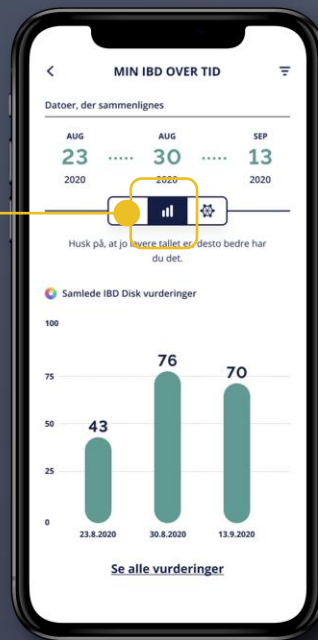 MIN IBD OVER TID
Datoer, der sammenlignes
AUG AUG SEP
23 ..... 30 ..... 13
2020 2020 2020
Husk på, at jo lavere tallet er, desto bedre har
du det.
Samlede IBD Disk vurderinger
100
75
50
25
0
43
76
70
23.8.2020 30.8.2020 13.9.2020
Se alle vurderinger